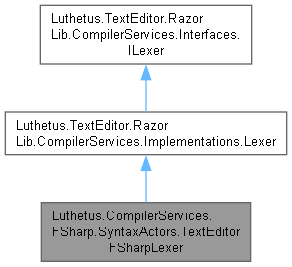 Luthetus.TextEditor.Razor
Lib.CompilerServices.Interfaces.
ILexer
Luthetus.TextEditor.Razor
Lib.CompilerServices.Implementations.Lexer
Luthetus.CompilerServices.
FSharp.SyntaxActors.TextEditor
FSharpLexer